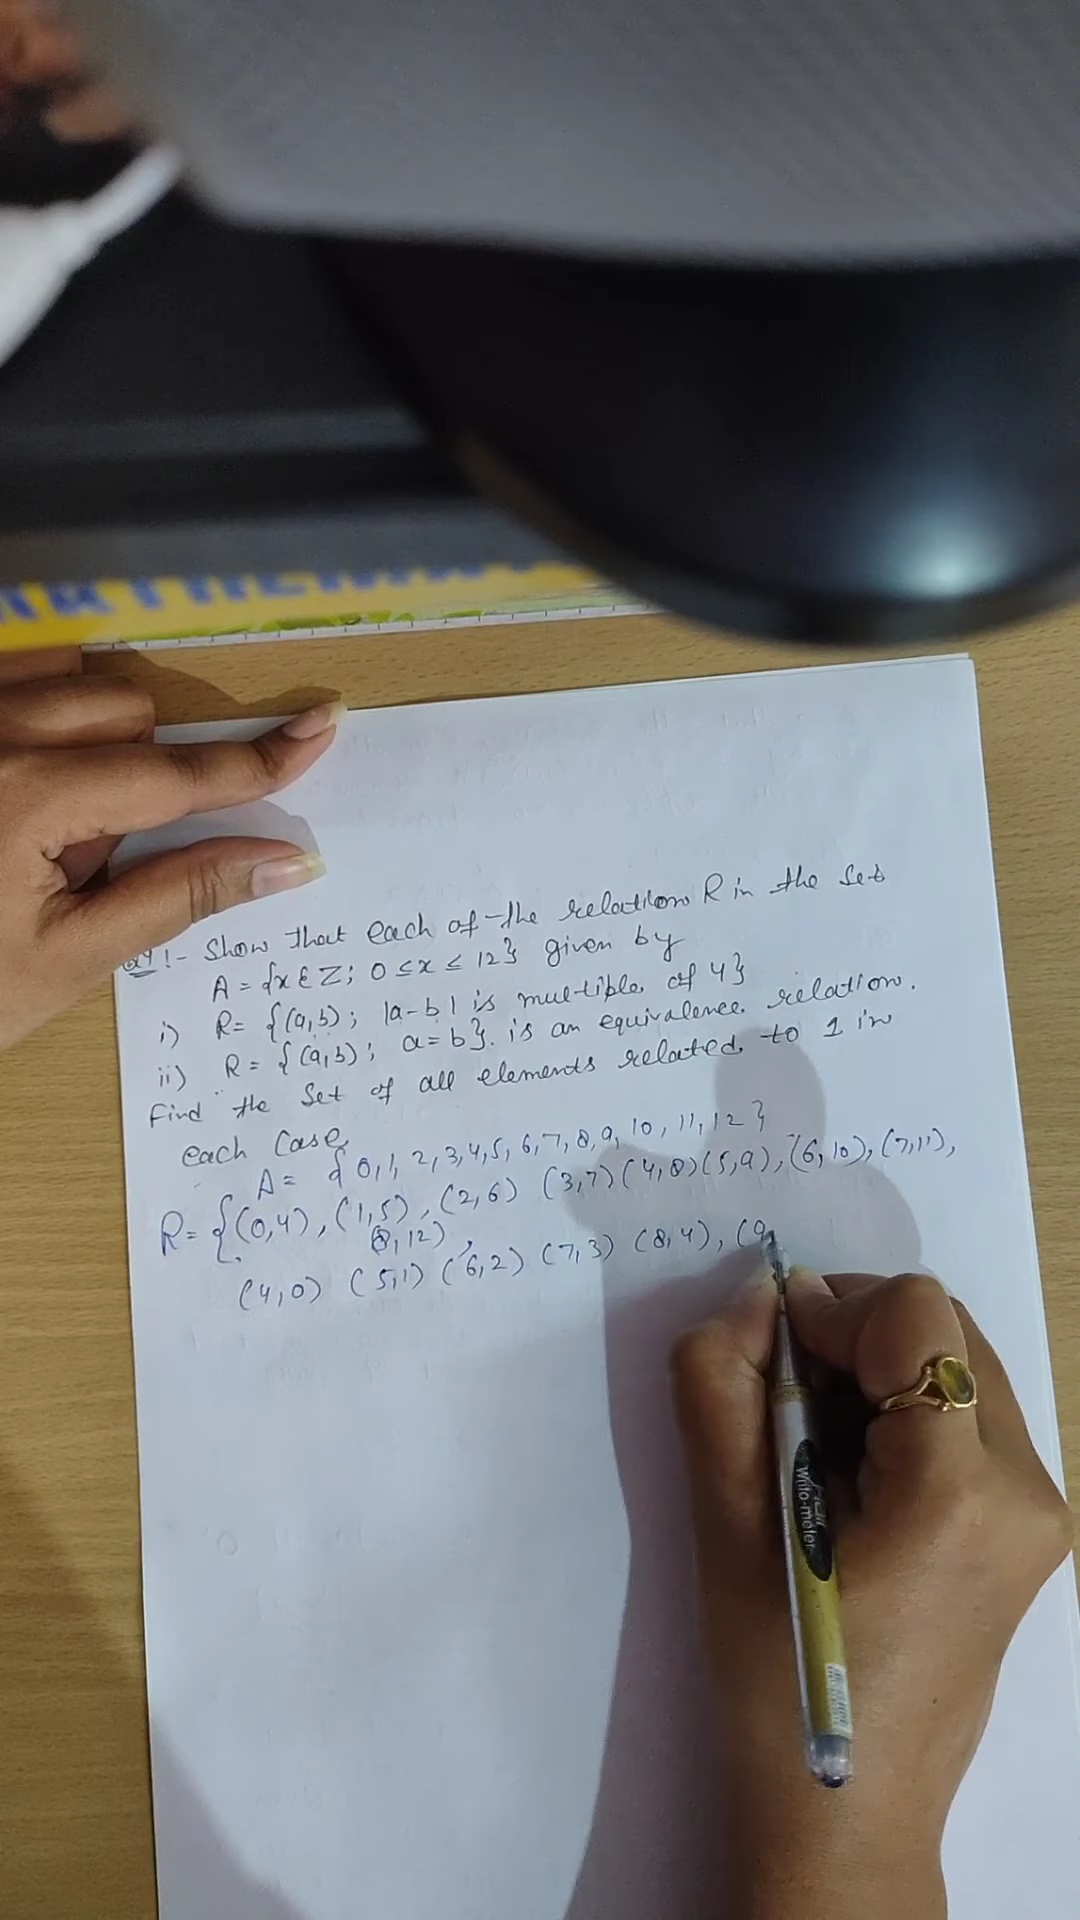 MATHEMA
Q4!- Show that each of the relation R in the set
A = {x ∈ Z; 0 ≤ x ≤ 12} given by
i) R= {(a,b); |a-b| is multiple of 4}
ii) R = {(a,b); a=b}. is an equivalence relation.
Find the set of all elements related to 1 in
each case.
A= {0,1,2,3,4,5,6,7,8,9,10,11,12}
R= {(0,4), (1,5), (2,6) (3,7) (4,8) (5,9), (6,10), (7,11),
(8,12),
(4,0) (5,1) (6,2) (7,3) (8,4), (9,
Write-meter